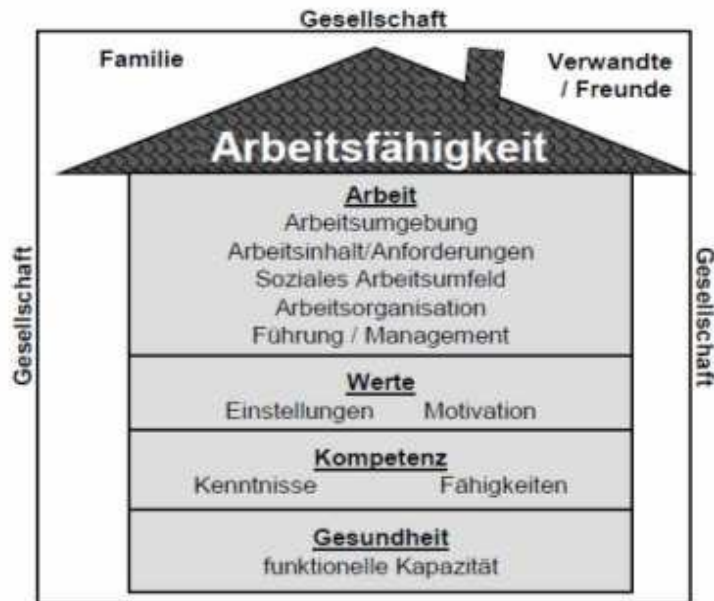 Gesellschaft
Familie
Verwandte
/ Freunde
Arbeitsfähigkeit
Arbeit
Arbeitsumgebung
Arbeitsinhalt/Anforderungen
Soziales Arbeitsumfeld
Arbeitsorganisation
Führung / Management
Gesellschaft
Gesellschaft
Werte
Einstellungen Motivation
Kompetenz
Kenntnisse Fähigkeiten
Gesundheit
funktionelle Kapazität